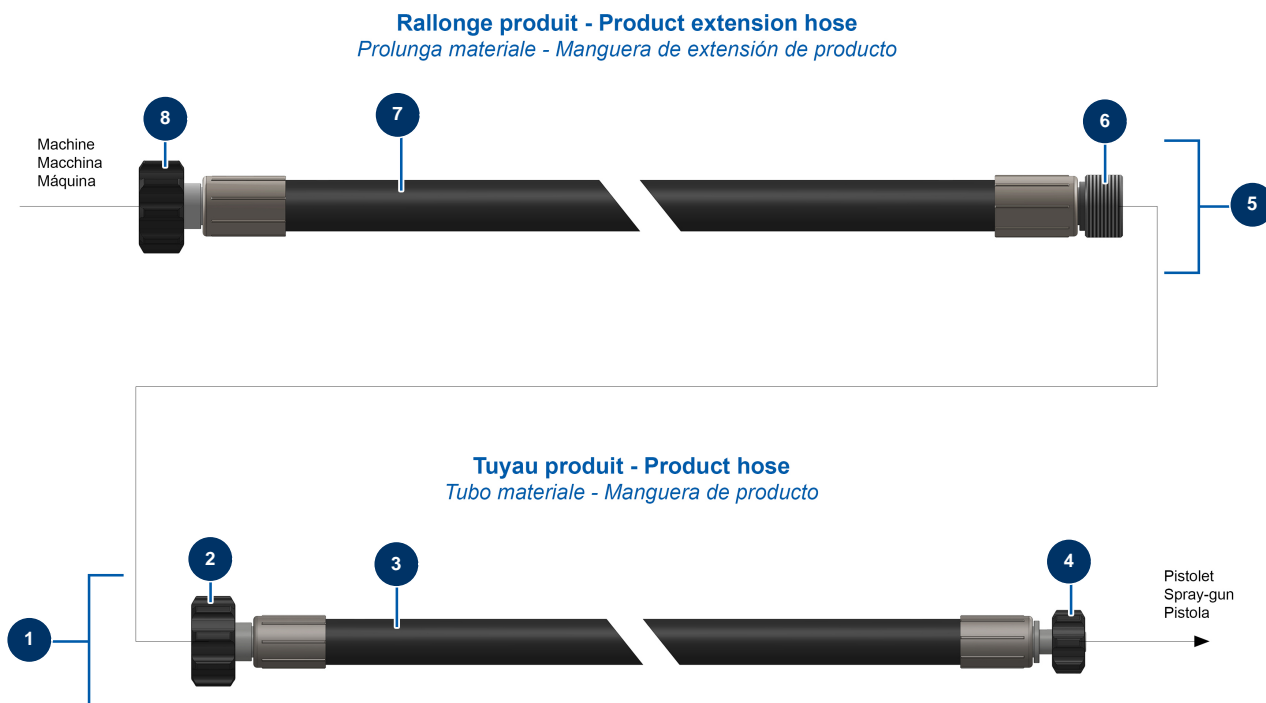 Rallonge produit - Product extension hose
Prolunga materiale - Manguera de extensión de producto
8
7
6
Machine
Macchina
Máquina
5
Tuyau produit - Product hose
Tubo materiale - Manguera de producto
2
3
4
Pistolet
Spray-gun
Pistola
1